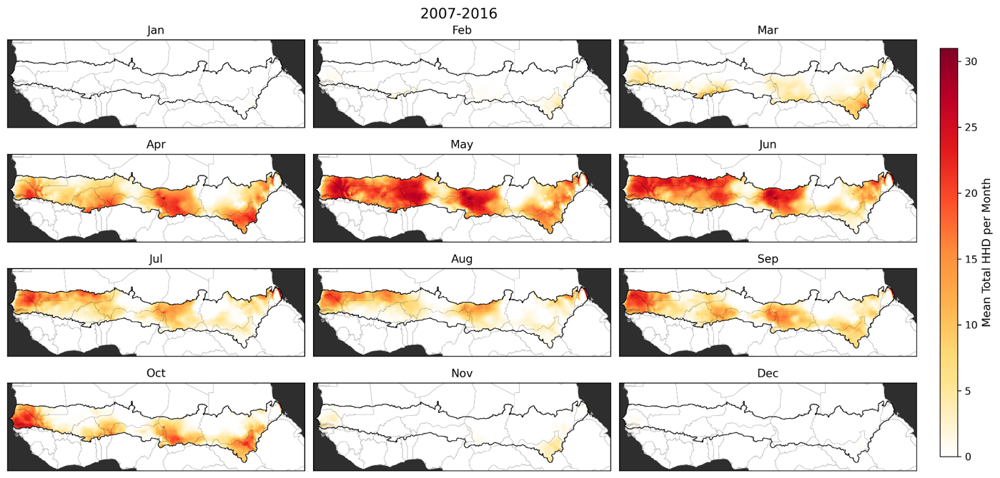 2007-2016
Jan
Feb
Mar
Apr
May
Jun
Jul
Aug
Sep
Oct
Nov
Dec
30
25
20
15
10
5
0
Mean Total HHD per Month